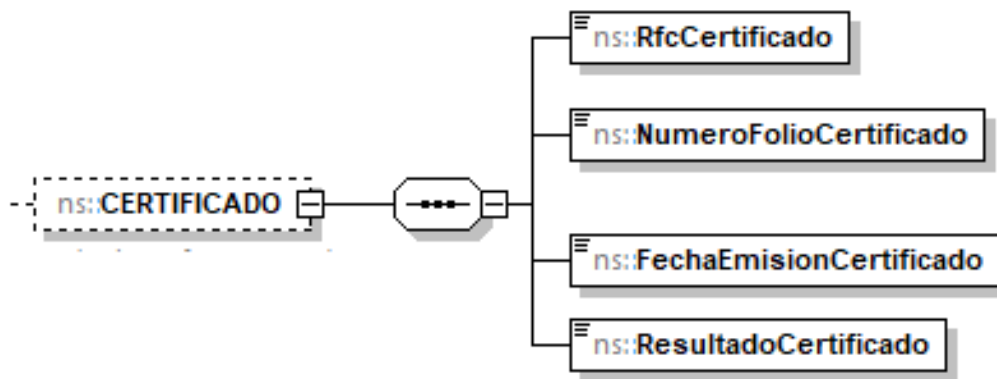 ns::RfcCertificado
ns::NumeroFolioCertificado
ns::CERTIFICADO
ns::FechaEmisionCertificado
ns::ResultadoCertificado